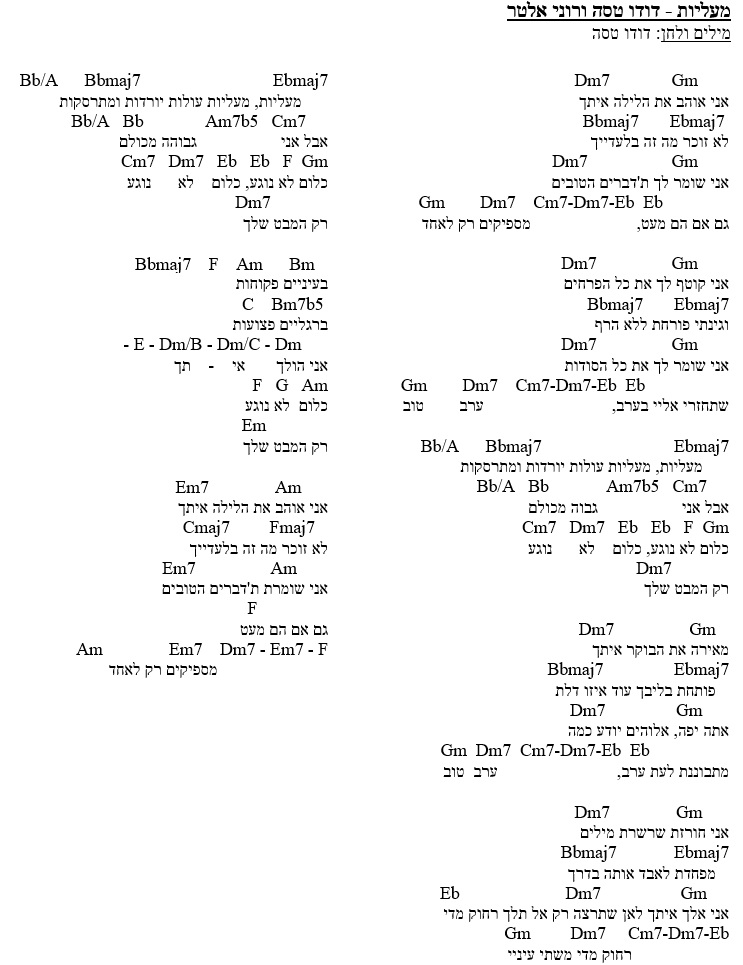 מעליות - דודו טסה ורוני אלטר
מילים ולחן: דודו טסה
Dm7 Gm
אני אוהב את הלילה איתך
Bbmaj7 Ebmaj7
לא זוכר מה זה בלעדייך
Dm7 Gm
אני שומר לך ת'דברים הטובים
Gm Dm7 Cm7-Dm7-Eb Eb
גם אם הם מעט, מספיקים רק לאחד
Dm7 Gm
אני קוטף לך את כל הפרחים
Bbmaj7 Ebmaj7
וגינתי פורחת ללא הרף
Dm7 Gm
אני שומר לך את כל הסודות
Gm Dm7 Cm7-Dm7-Eb Eb
שתחזרי אליי בערב, ערב טוב
Bb/A Bbmaj7 Ebmaj7
מעליות, מעליות עולות יורדות ומתרסקות
Bb/A Bb Am7b5 Cm7
אבל אני גבוה מכולם
Cm7 Dm7 Eb Eb F Gm
כלום לא נוגע, כלום לא נוגע
Dm7
רק המבט שלך
Dm7 Gm
מאירה את הבוקר איתך
Bbmaj7 Ebmaj7
פותחת בליבך עוד איזו דלת
Dm7 Gm
אתה יפה, אלוהים יודע כמה
Gm Dm7 Cm7-Dm7-Eb Eb
מתבוננת לעת ערב, ערב טוב
Dm7 Gm
אני חורזת שרשרת מילים
Bbmaj7 Ebmaj7
מפחדת לאבד אותה בדרך
Eb Dm7 Gm
אני אלך איתך לאן שתרצה רק אל תלך רחוק מדי
Gm Dm7 Cm7-Dm7-Eb
רחוק מדי משתי עיניי
Bb/A Bbmaj7 Ebmaj7
מעליות, מעליות עולות יורדות ומתרסקות
Bb/A Bb Am7b5 Cm7
אבל אני גבוהה מכולם
Cm7 Dm7 Eb Eb F Gm
כלום לא נוגע, כלום לא נוגע
Dm7
רק המבט שלך
Bbmaj7 F Am Bm
בעיניים פקוחות
C Bm7b5
ברגליים פצועות
- E - Dm/B - Dm/C - Dm
אני הולך אי - תך
F G Am
כלום לא נוגע
Em
רק המבט שלך
Em7 Am
אני אוהב את הלילה איתך
Cmaj7 Fmaj7
לא זוכר מה זה בלעדייך
Em7 Am
אני שומרת ת'דברים הטובים
F
גם אם הם מעט
Am Em7 Dm7 - Em7 - F
מספיקים רק לאחד